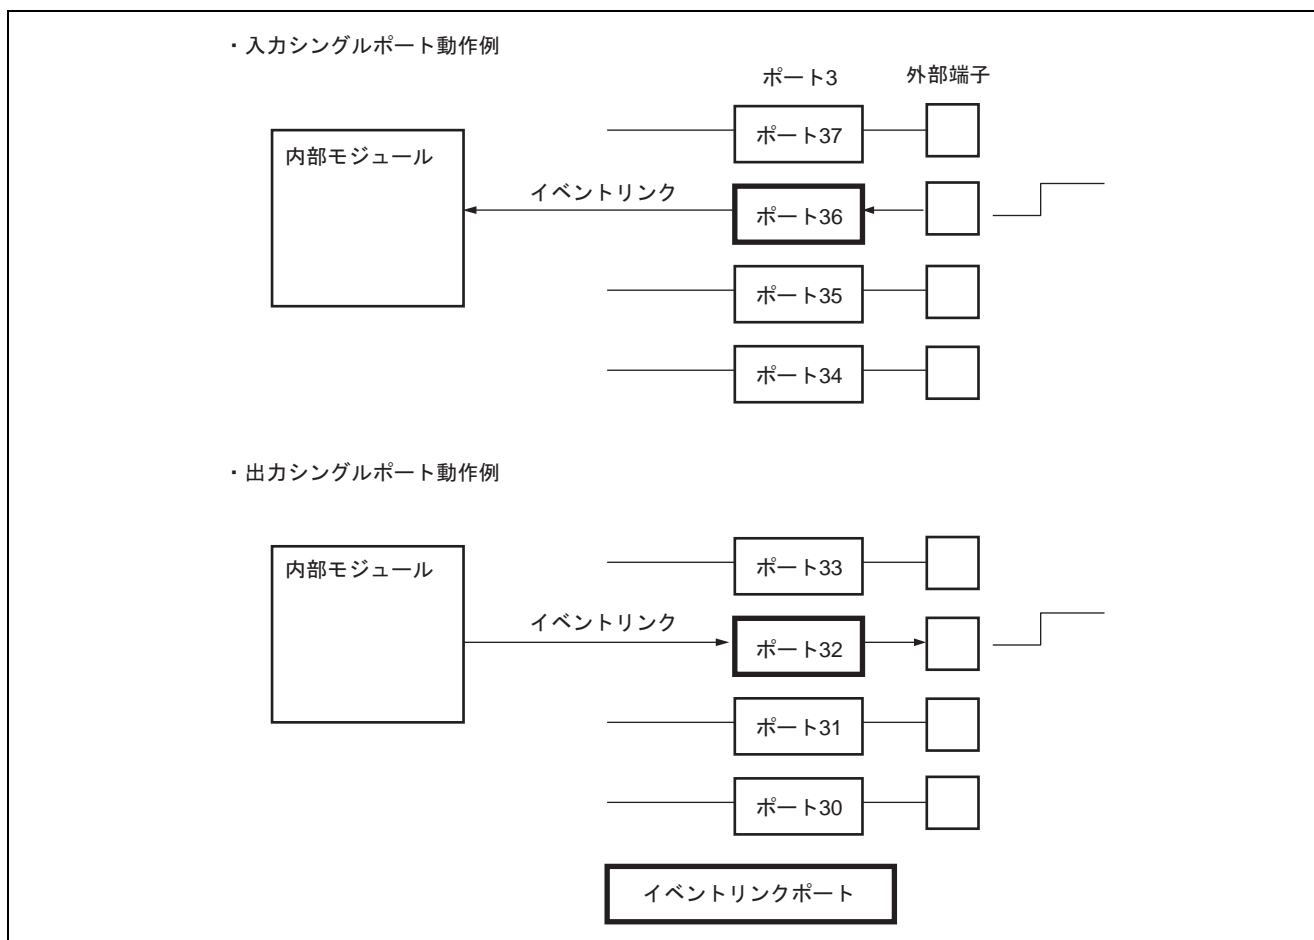 ・入力シングルポート動作例
ポート3
外部端子
ポート37
内部モジュール
イベントリンク
ポート36
ポート35
ポート34
・出力シングルポート動作例
ポート33
内部モジュール
イベントリンク
ポート32
ポート31
ポート30
イベントリンクポート